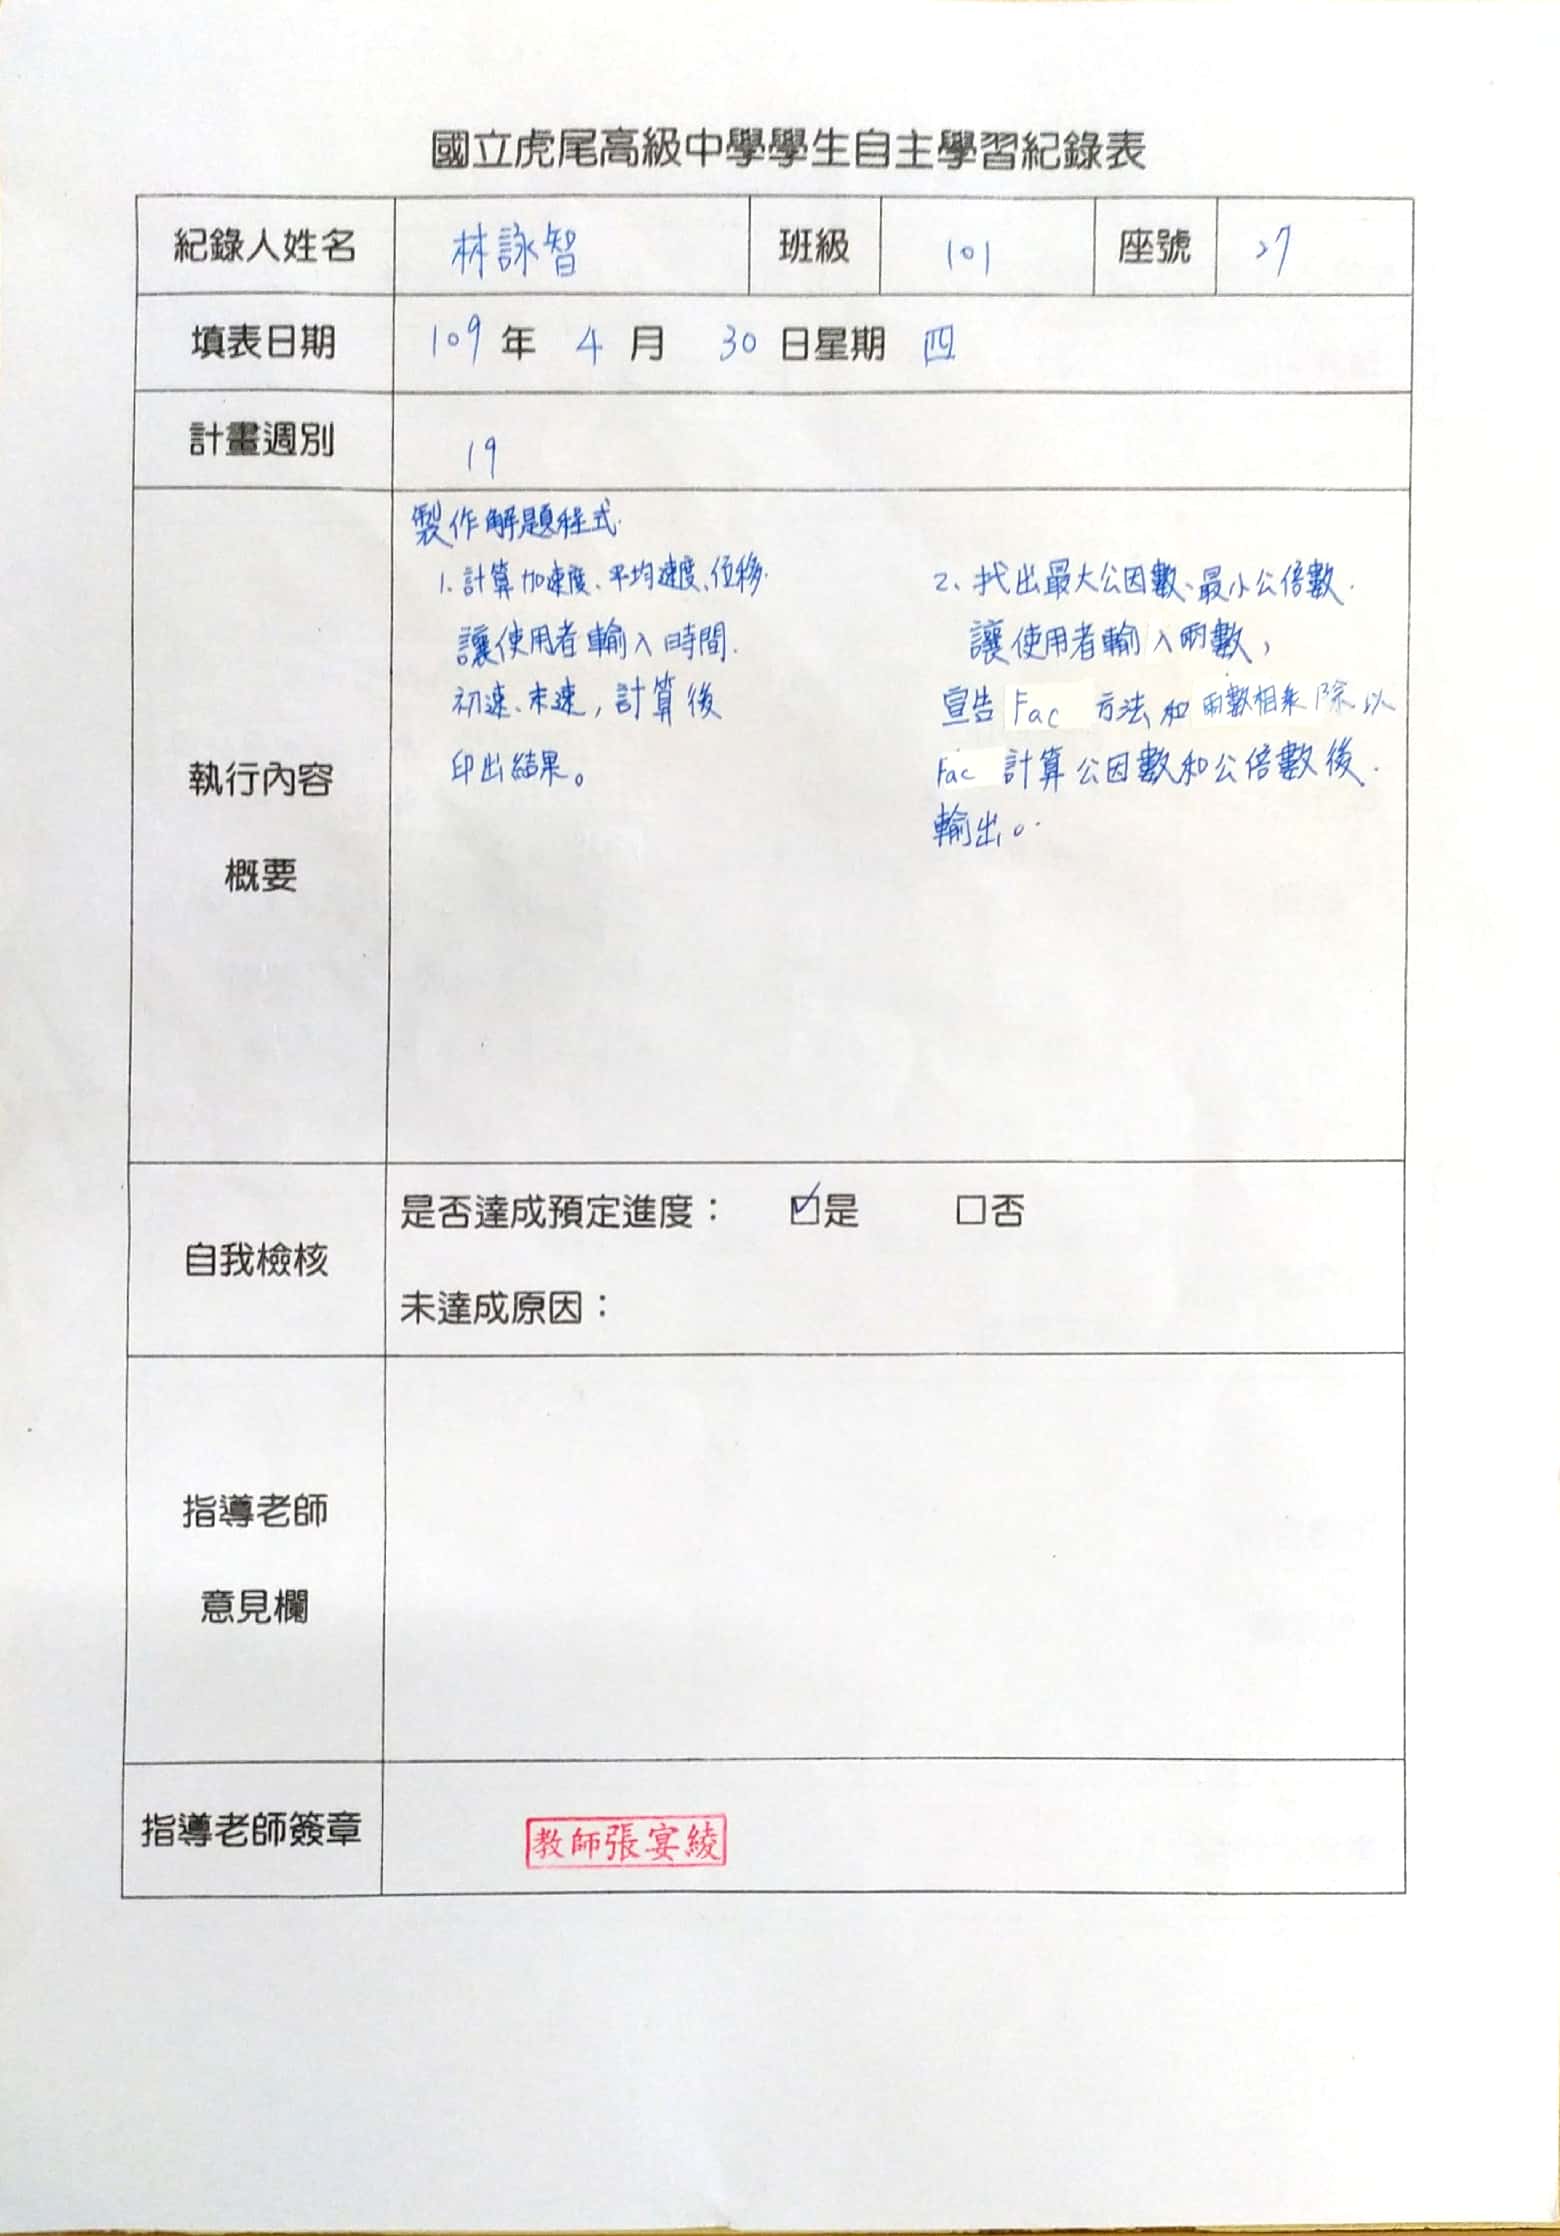 國立虎尾高級中學學生自主學習紀錄表
紀錄人姓名 林詠智 班級 101 座號 27
填表日期 109 年 4 月 30 日星期 四
計畫週別 19
執行內容
概要
製作解題程式.
1. 計算加速度、平均速度、位移.
讓使用者輸入時間.
初速、末速, 計算後
印出結果。
2、找出最大公因數、最小公倍數.
讓使用者輸入兩數,
宣告 Fac 方法, 和 兩數相乘 除以
Fac 計算公因數和公倍數後.
輸出。
自我檢核
是否達成預定進度: ☑是 □否
未達成原因:
指導老師
意見欄
指導老師簽章 教師張宴綾